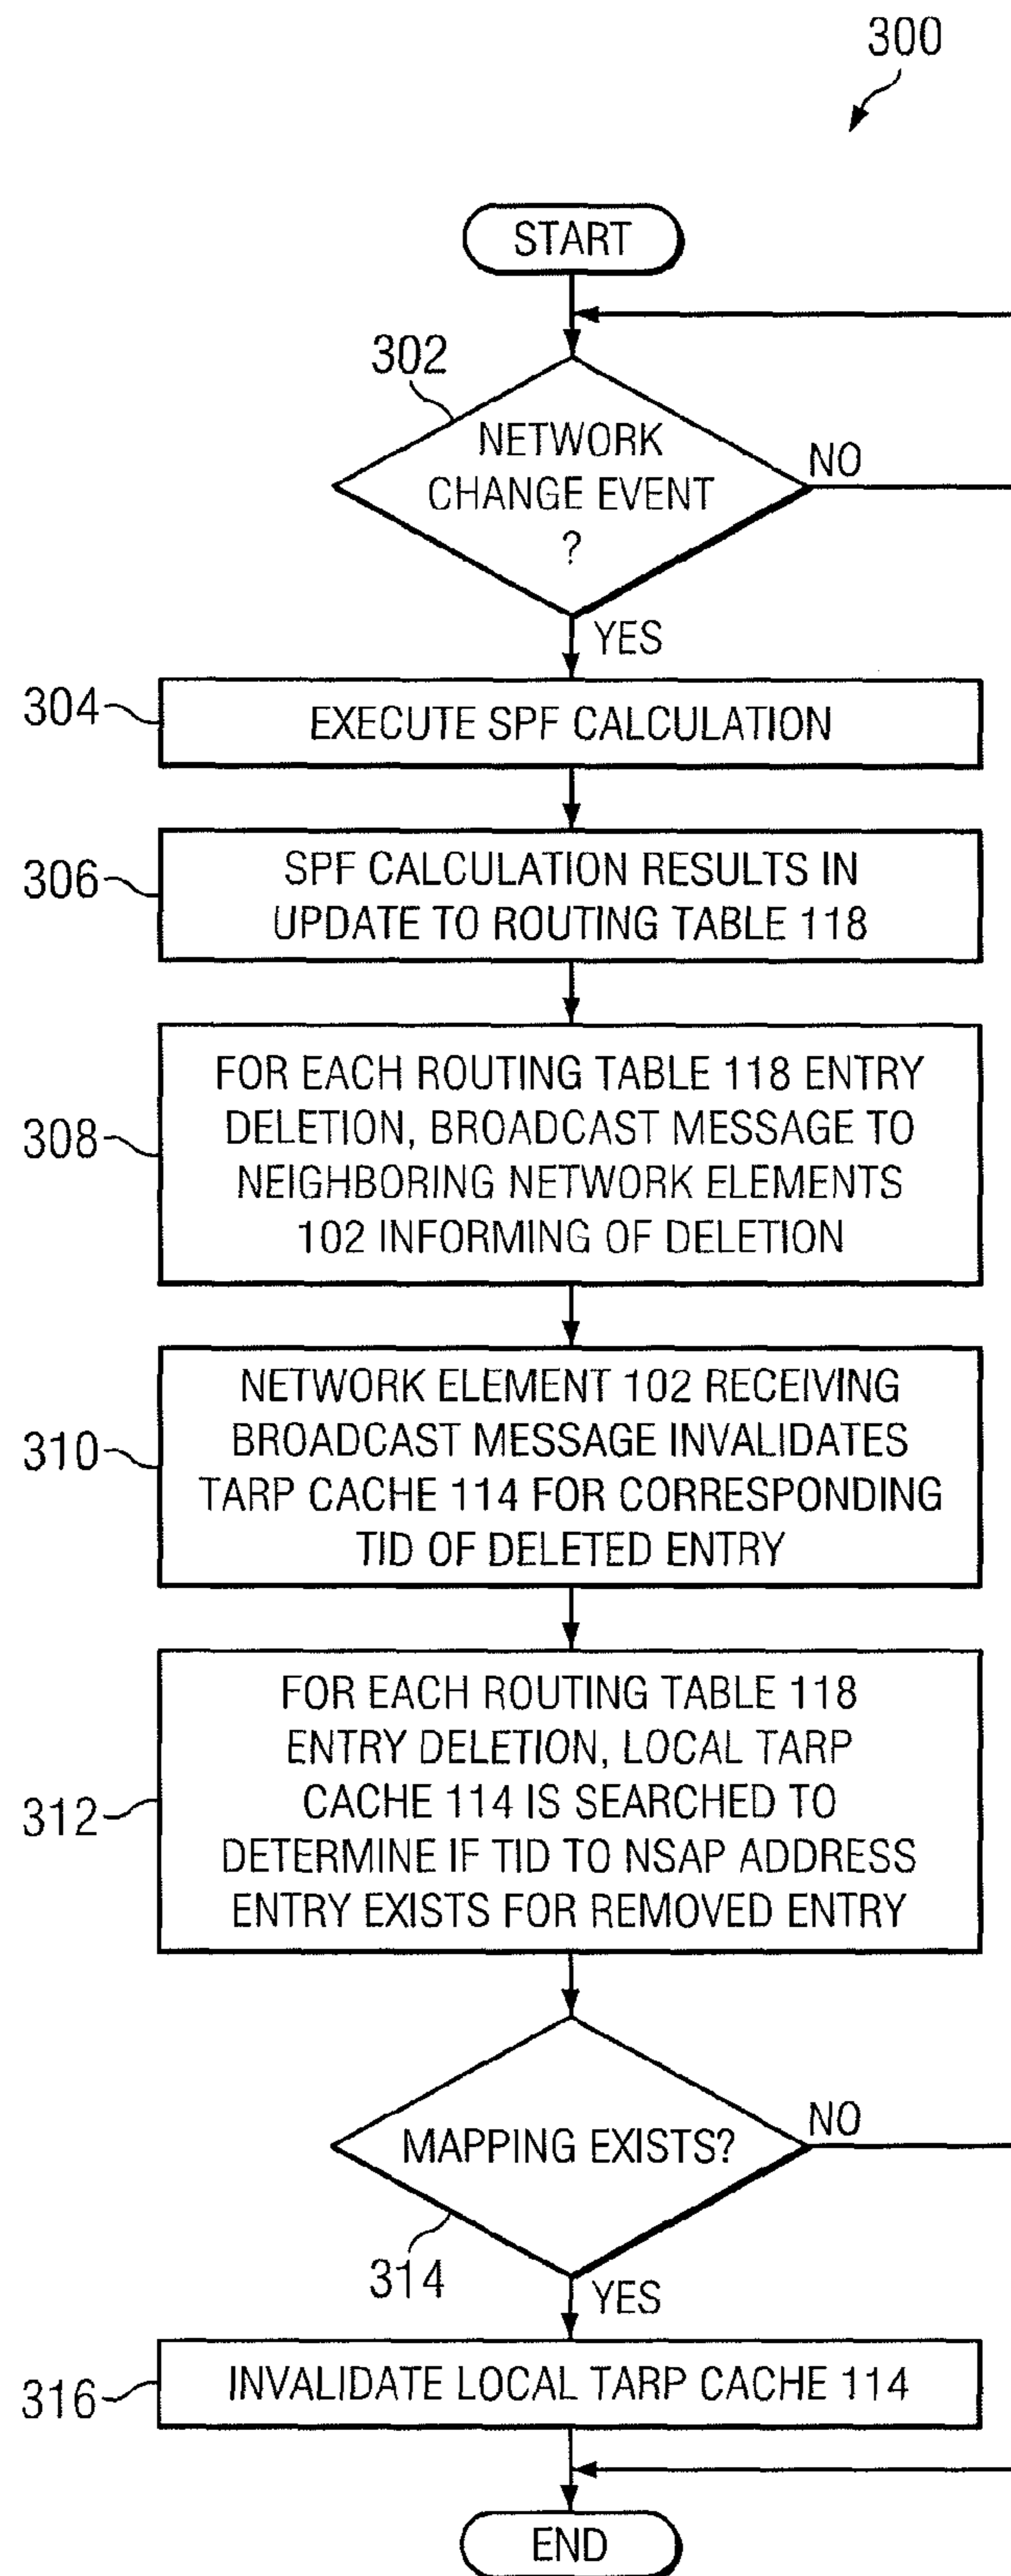 300
START
302
NETWORK
CHANGE EVENT
?
NO
YES
304
EXECUTE SPF CALCULATION
306
SPF CALCULATION RESULTS IN
UPDATE TO ROUTING TABLE 118
308
FOR EACH ROUTING TABLE 118 ENTRY
DELETION, BROADCAST MESSAGE TO
NEIGHBORING NETWORK ELEMENTS
102 INFORMING OF DELETION
310
NETWORK ELEMENT 102 RECEIVING
BROADCAST MESSAGE INVALIDATES
TARP CACHE 114 FOR CORRESPONDING
TID OF DELETED ENTRY
312
FOR EACH ROUTING TABLE 118
ENTRY DELETION, LOCAL TARP
CACHE 114 IS SEARCHED TO
DETERMINE IF TID TO NSAP ADDRESS
ENTRY EXISTS FOR REMOVED ENTRY
MAPPING EXISTS?
NO
314
YES
316
INVALIDATE LOCAL TARP CACHE 114
END